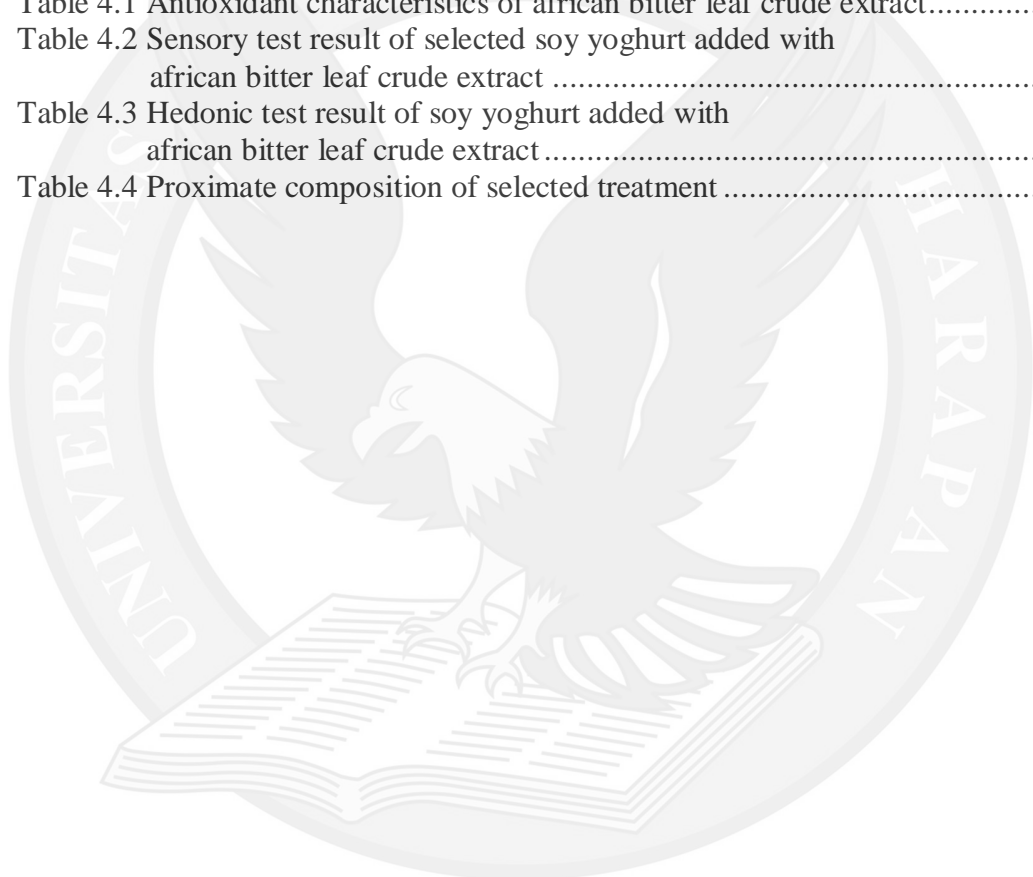 Table 4.1 Antioxidant characteristics of african bitter leaf crude extract.............
Table 4.2 Sensory test result of selected soy yoghurt added with
african bitter leaf crude extract ..........................................................
Table 4.3 Hedonic test result of soy yoghurt added with
african bitter leaf crude extract...........................................................
Table 4.4 Proximate composition of selected treatment .....................................
UNIVERSITAS
HARAPAN